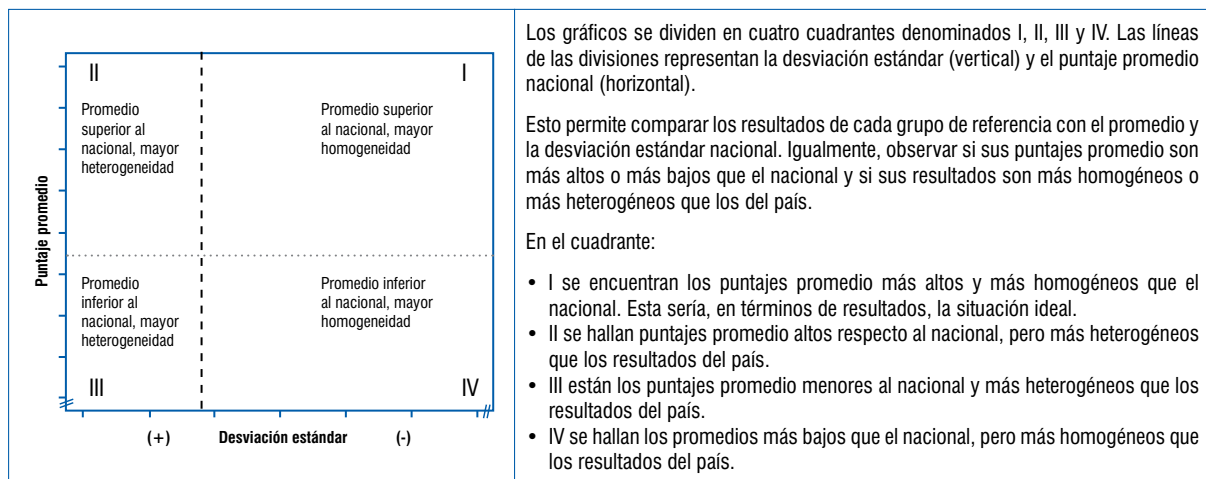 II
I
Promedio
superior al
nacional, mayor
heterogeneidad
Promedio superior
al nacional, mayor
homogeneidad
Puntaje promedio
Promedio
inferior al
nacional, mayor
heterogeneidad
Promedio inferior
al nacional, mayor
homogeneidad
III
IV
(+)
Desviación estándar
(-)
Los gráficos se dividen en cuatro cuadrantes denominados I, II, III y IV. Las líneas
de las divisiones representan la desviación estándar (vertical) y el puntaje promedio
nacional (horizontal).
Esto permite comparar los resultados de cada grupo de referencia con el promedio y
la desviación estándar nacional. Igualmente, observar si sus puntajes promedio son
más altos o más bajos que el nacional y si sus resultados son más homogéneos o
más heterogéneos que los del país.
En el cuadrante:
• I se encuentran los puntajes promedio más altos y más homogéneos que el
nacional. Esta sería, en términos de resultados, la situación ideal.
• II se hallan puntajes promedio altos respecto al nacional, pero más heterogéneos
que los resultados del país.
• III están los puntajes promedio menores al nacional y más heterogéneos que los
resultados del país.
• IV se hallan los promedios más bajos que el nacional, pero más homogéneos que
los resultados del país.